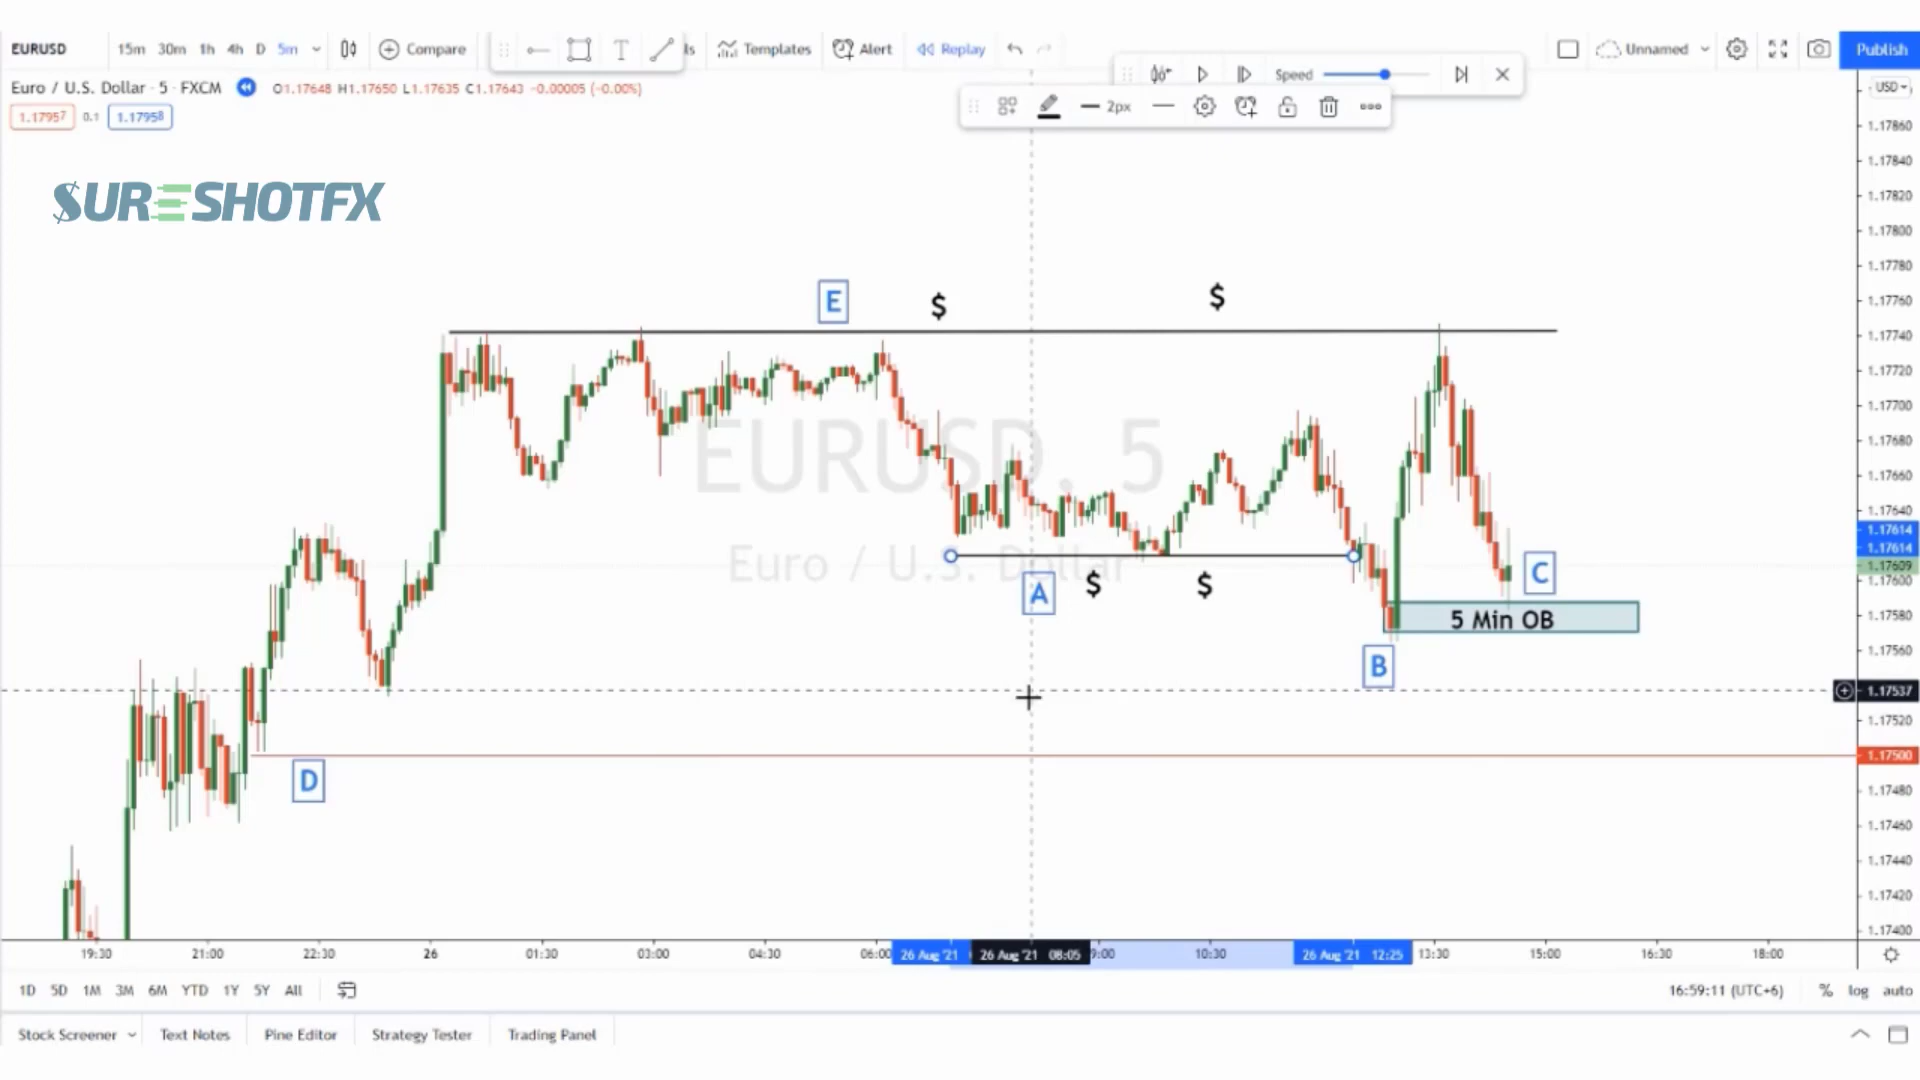 EURUSD 15m 30m 1h 4h D 5m Compare ls Templates Alert Replay Unnamed Publish
Speed
Euro / U.S. Dollar · 5 · FXCM O1.17648 H1.17650 L1.17635 C1.17643 -0.00005 (-0.00%)
USD
2px
1.17957 0.1 1.17958
1.17860
1.17840
$URESHOTFX
1.17820
1.17800
1.17780
E $ $
1.17760
1.17740
1.17720
1.17700
EURUSD, 5
1.17680
1.17660
1.17640
1.17614
1.17614
Euro / U.S. Dollar
1.17609
C
1.17600
A $ $
5 Min OB
1.17580
B
1.17560
1.17537
1.17520
1.17500
D
1.17480
1.17460
1.17440
1.17420
1.17400
19:30 21:00 22:30 26 01:30 03:00 04:30 06:00 26 Aug '21 26 Aug '21 08:05 9:00 10:30 26 Aug '21 12:25 13:30 15:00 16:30 18:00
1D 5D 1M 3M 6M YTD 1Y 5Y All 16:59:11 (UTC+6) % log auto
Stock Screener Text Notes Pine Editor Strategy Tester Trading Panel